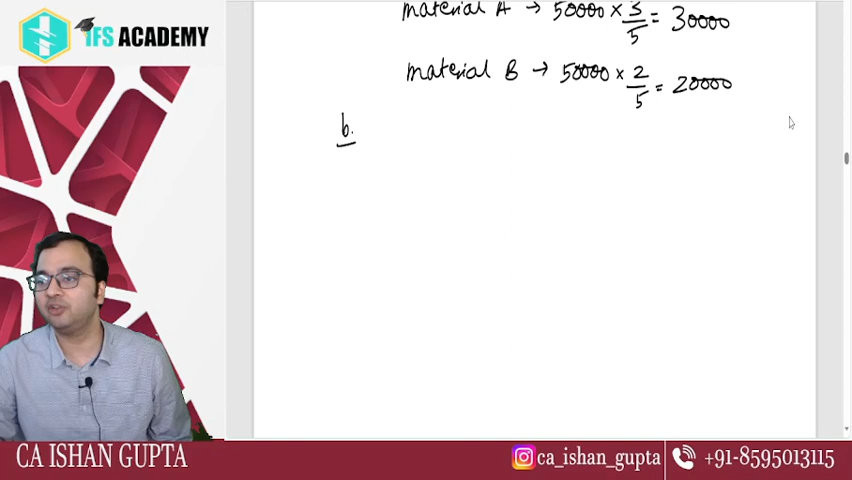 IFS ACADEMY
material A → 50000 × 3/5 = 30000
material B → 50000 × 2/5 = 20000
b.
CA ISHAN GUPTA
ca_ishan_gupta
+91-8595013115